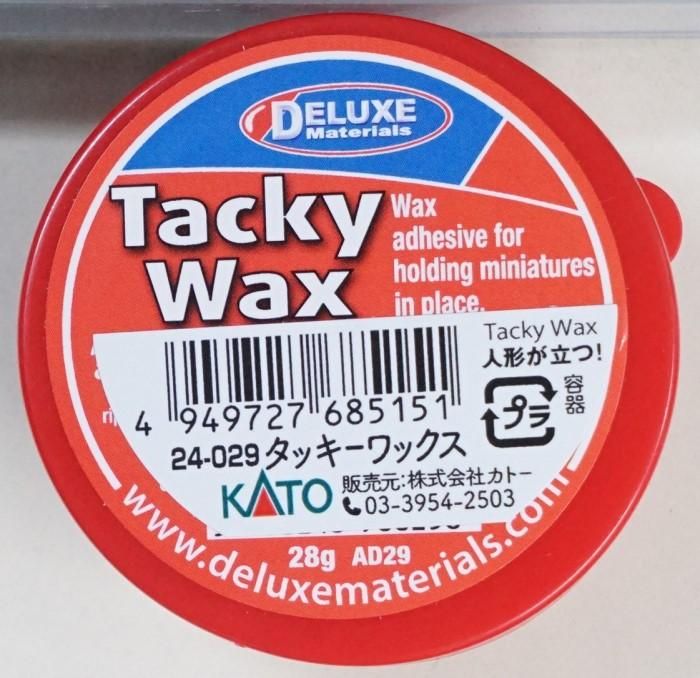 DELUXE
Materials
Tacky
Wax
Wax
adhesive for
holding miniatures
in place.
Tacky Wax
人形が立つ!
プラ
容器
4 949727 685151
24-029 タッキーワックス
KATO
販売元:株式会社カトー
03-3954-2503
28g AD29
www.deluxematerials.com